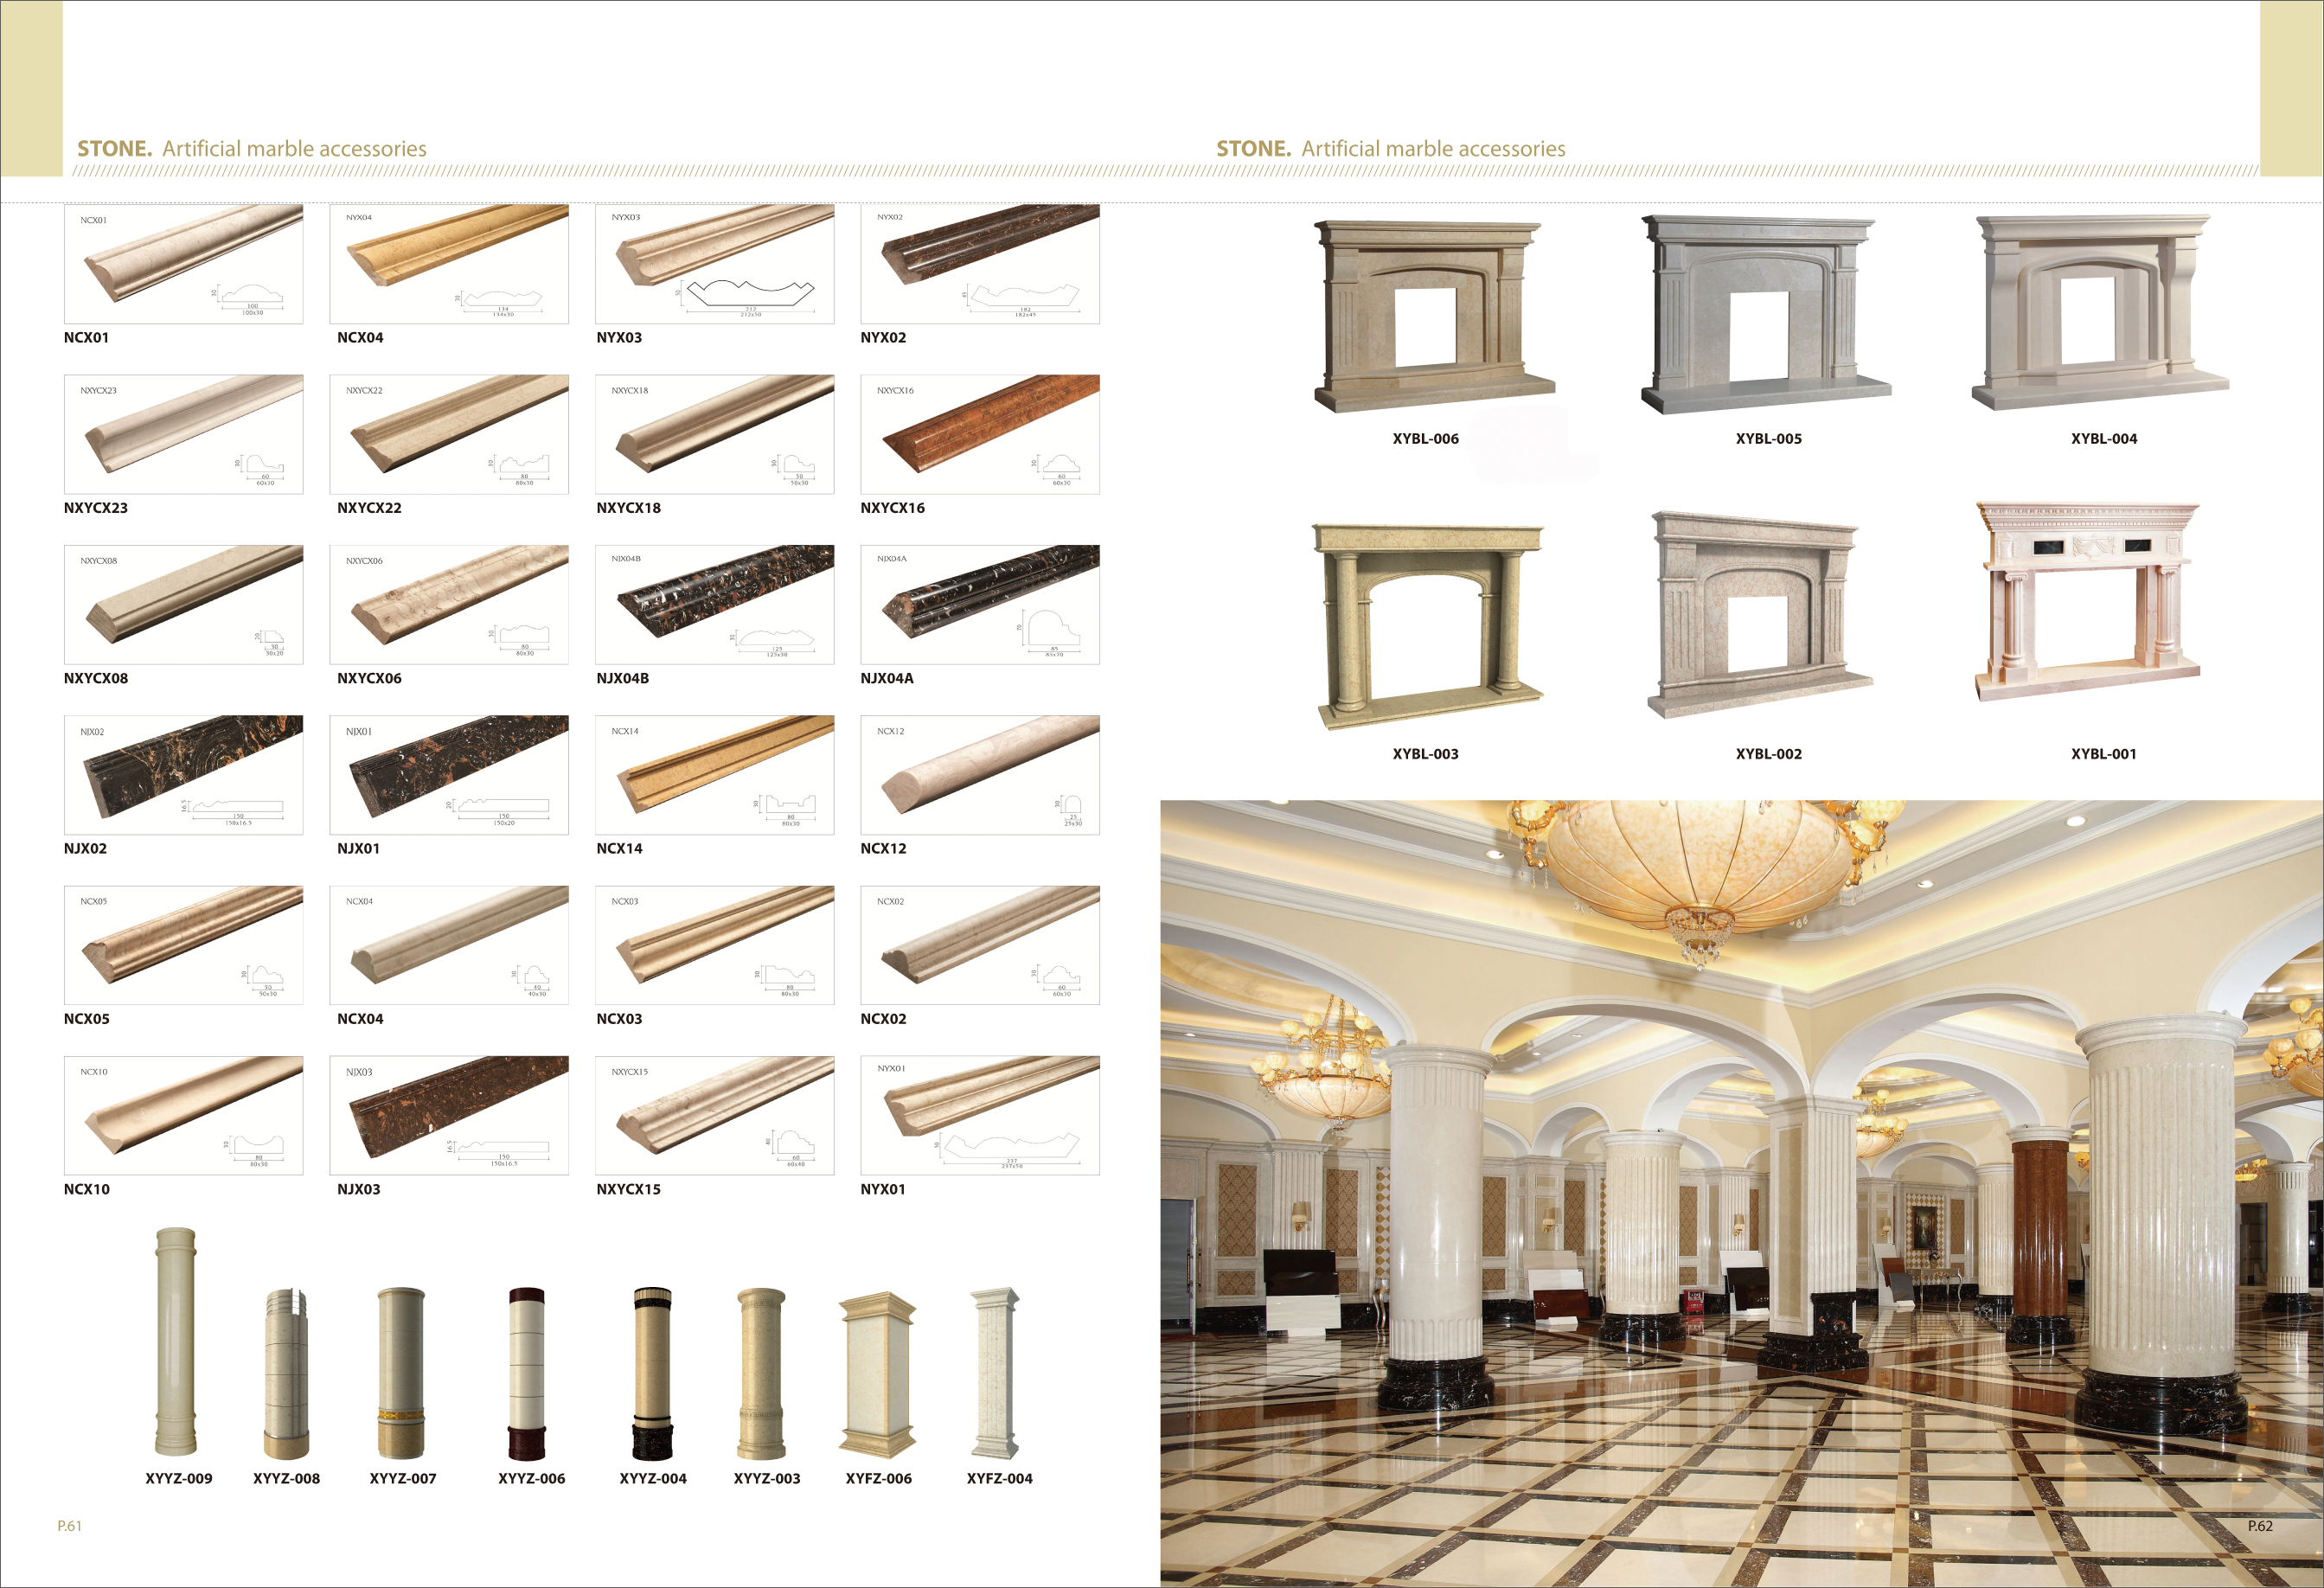 STONE. Artificial marble accessories
NCX01
30
100
100x30
NCX01
NYX04
30
134
134x30
NCX04
NYX03
50
212
212x50
NYX03
NYX02
45
182
182x45
NYX02
NXYCX23
30
60
60x30
NXYCX23
NXYCX22
30
80
80x30
NXYCX22
NXYCX18
30
50
50x30
NXYCX18
NXYCX16
30
60
60x30
NXYCX16
NXYCX08
20
30
30x20
NXYCX08
NXYCX06
30
80
80x30
NXYCX06
NJX04B
30
125
125x30
NJX04B
NJX04A
70
85
85x70
NJX04A
NJX02
16.5
150
150x16.5
NJX02
NJX01
20
150
150x20
NJX01
NCX14
30
80
80x30
NCX14
NCX12
30
25
25x30
NCX12
NCX05
30
50
50x30
NCX05
NCX04
30
40
40x30
NCX04
NCX03
30
80
80x30
NCX03
NCX02
30
60
60x30
NCX02
NCX10
30
80
80x30
NCX10
NJX03
16.5
150
150x16.5
NJX03
NXYCX15
40
60
60x40
NXYCX15
NYX01
50
237
237x50
NYX01
XYYZ-009
XYYZ-008
XYYZ-007
XYYZ-006
XYYZ-004
XYYZ-003
XYFZ-006
XYFZ-004
P.61
STONE. Artificial marble accessories
XYBL-006
XYBL-005
XYBL-004
XYBL-003
XYBL-002
XYBL-001
P.62